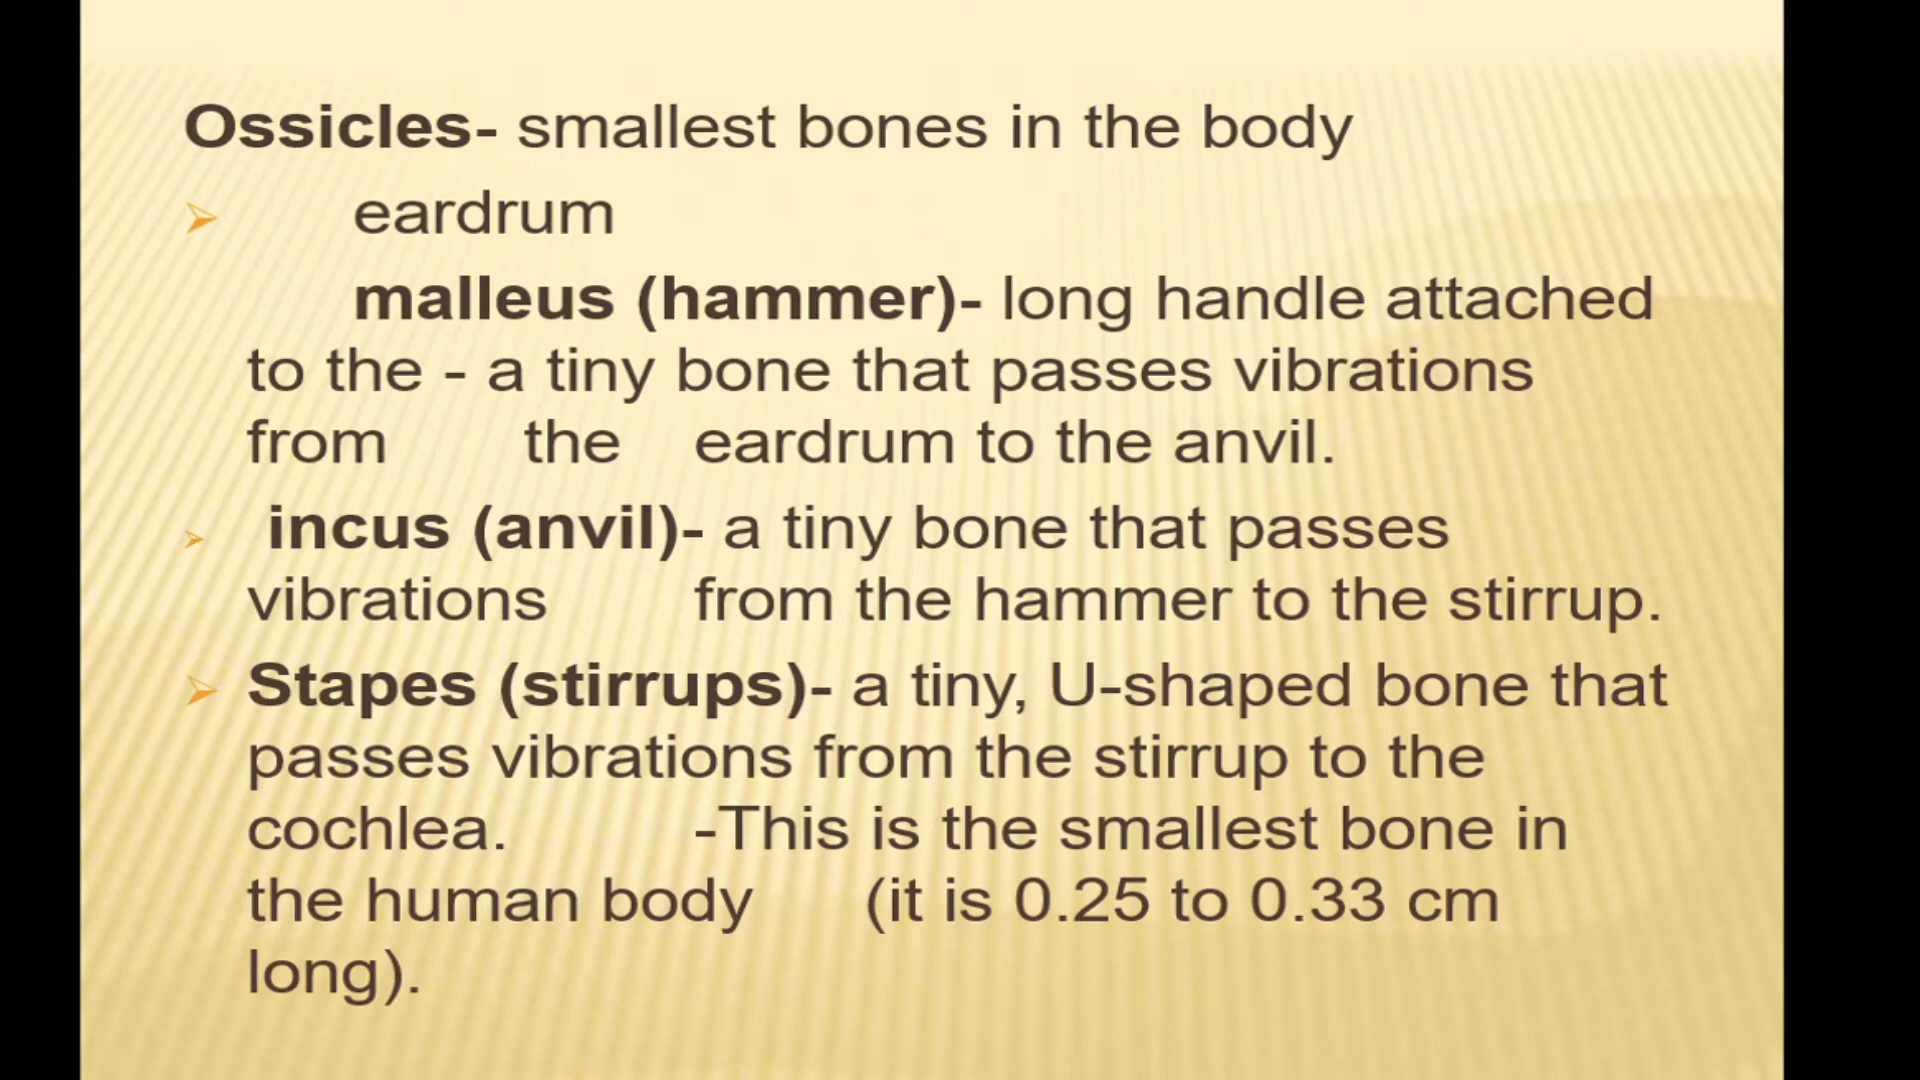 Ossicles- smallest bones in the body
eardrum
malleus (hammer)- long handle attached
to the - a tiny bone that passes vibrations
from the eardrum to the anvil.
incus (anvil)- a tiny bone that passes
vibrations from the hammer to the stirrup.
Stapes (stirrups)- a tiny, U-shaped bone that
passes vibrations from the stirrup to the
cochlea. -This is the smallest bone in
the human body (it is 0.25 to 0.33 cm
long).